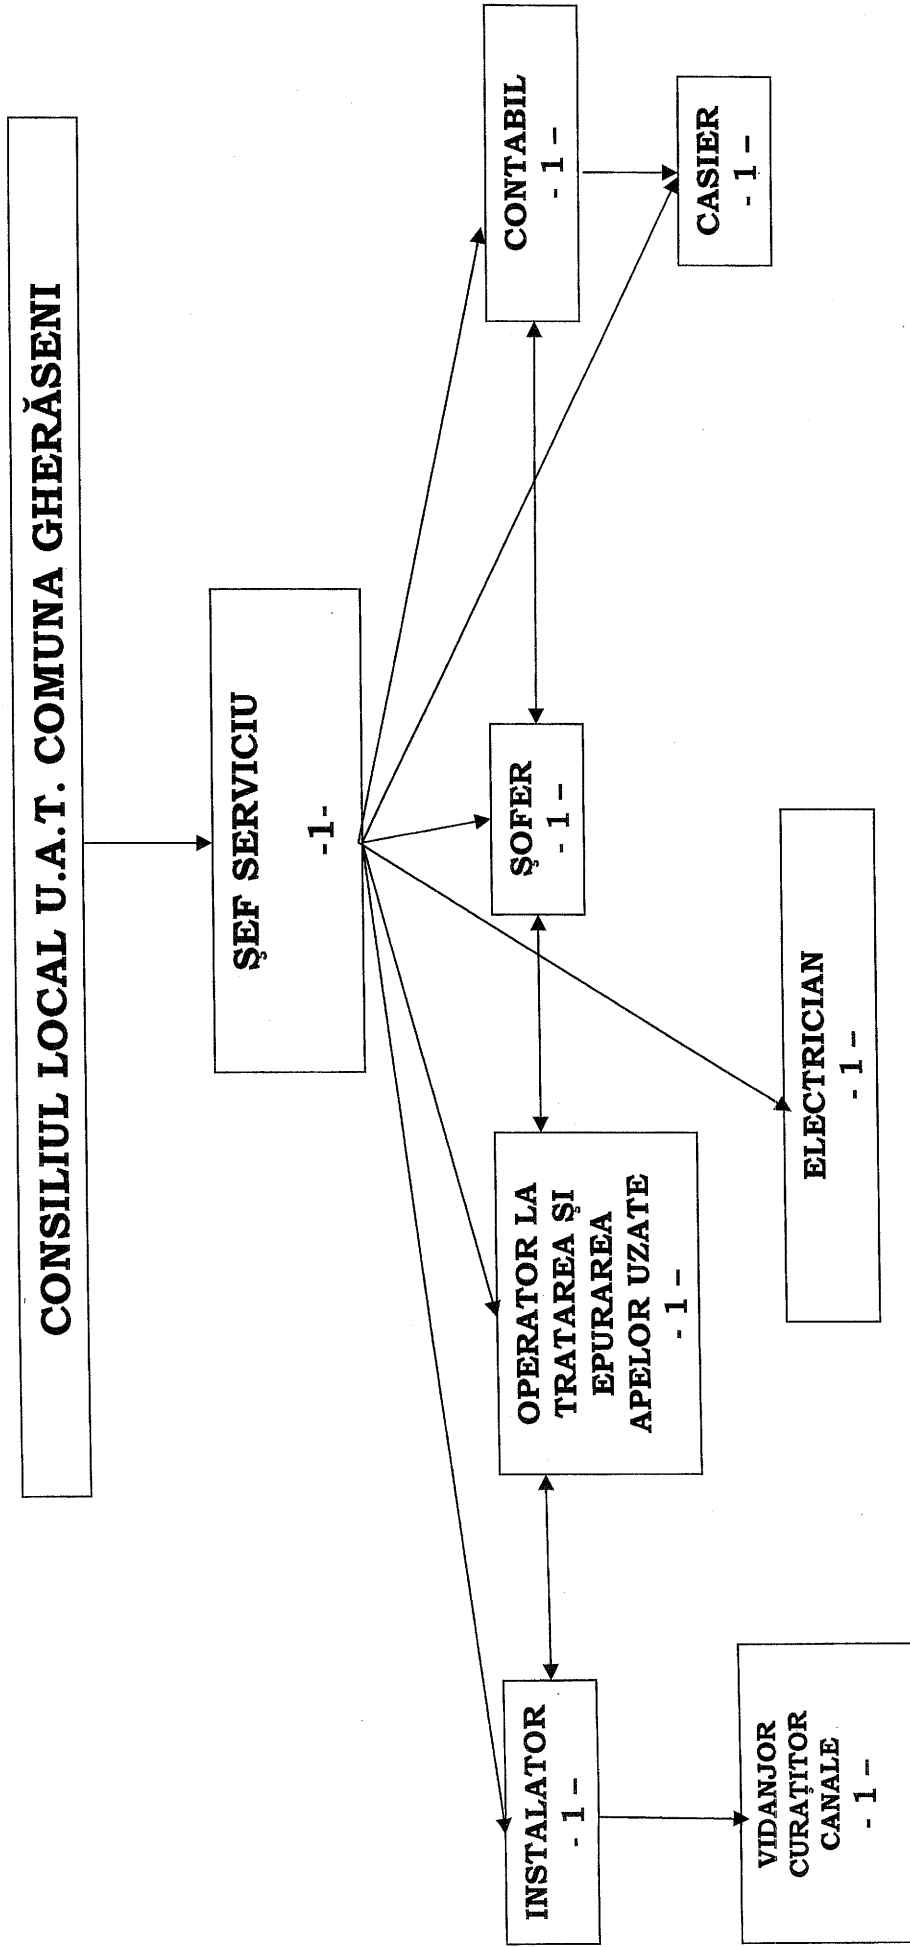 CONSILIUL LOCAL U.A.T. COMUNA GHERĂSENI
ŞEF SERVICIU
-1-
INSTALATOR
- 1 –
OPERATOR LA
TRATAREA ŞI
EPURAREA
APELOR UZATE
- 1 –
ŞOFER
- 1 –
CONTABIL
- 1 –
VIDANJOR
CURAŢITOR
CANALE
- 1 –
ELECTRICIAN
- 1 –
CASIER
- 1 –